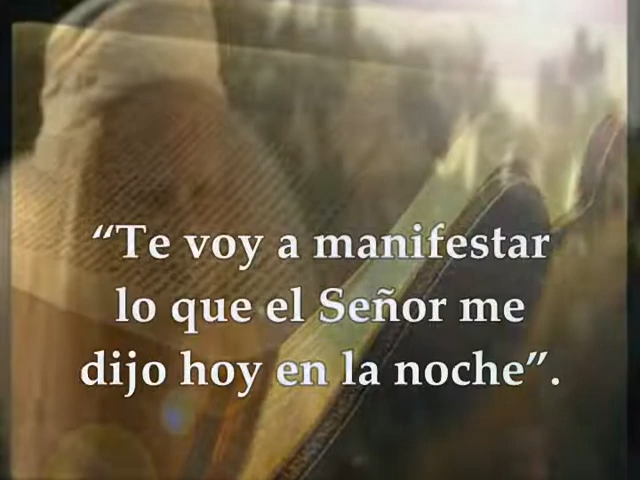 “Te voy a manifestar
lo que el Señor me
dijo hoy en la noche”.